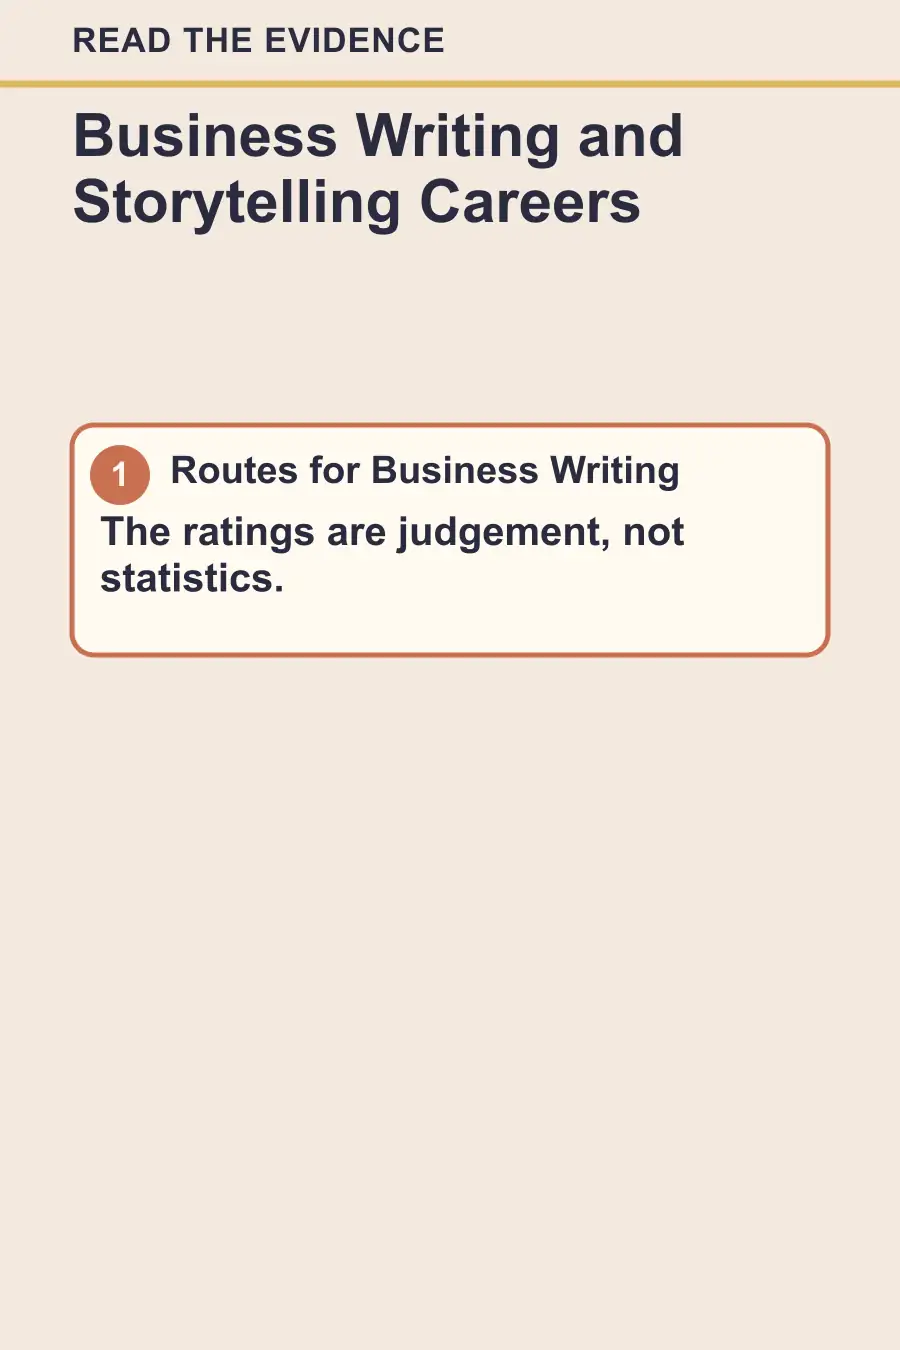 READ THE EVIDENCE
Business Writing and
Storytelling Careers
1 Routes for Business Writing
The ratings are judgement, not
statistics.